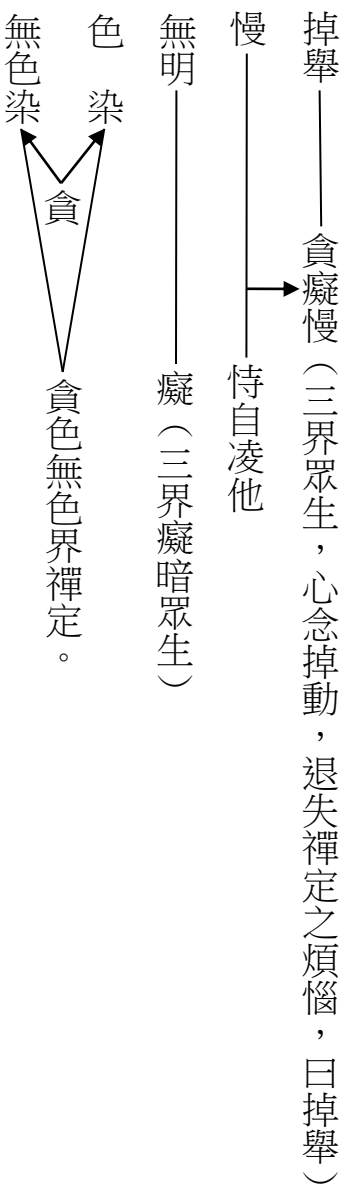 掉舉 貪癡慢（三界眾生，心念掉動，退失禪定之煩惱，曰掉舉）
慢 恃自凌他
無明 癡（三界癡暗眾生）
色染 貪 貪色無色界禪定。
無色染